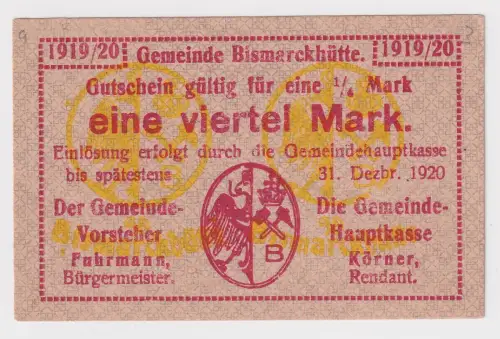 1919/20 Gemeinde Bismarckhütte. 1919/20
Gutschein gültig für eine ¼ Mark
eine viertel Mark.
Einlösung erfolgt durch die Gemeindehauptkasse
bis spätestens 31. Dezbr. 1920
Der Gemeinde-
Vorsteher
Fuhrmann,
Bürgermeister.
B
Die Gemeinde-
Hauptkasse
Körner,
Rendant.